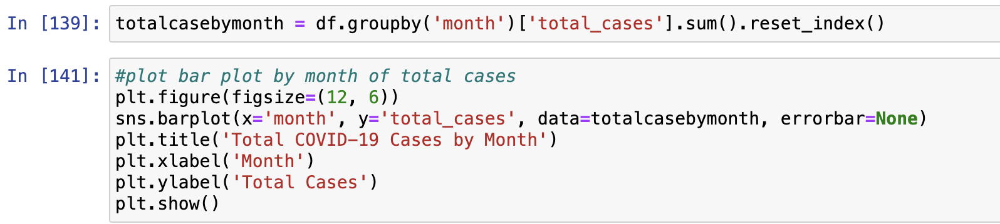 In [139]: totalcasebymonth = df.groupby('month')['total_cases'].sum().reset_index()
In [141]: #plot bar plot by month of total cases
plt.figure(figsize=(12, 6))
sns.barplot(x='month', y='total_cases', data=totalcasebymonth, errorbar=None)
plt.title('Total COVID-19 Cases by Month')
plt.xlabel('Month')
plt.ylabel('Total Cases')
plt.show()